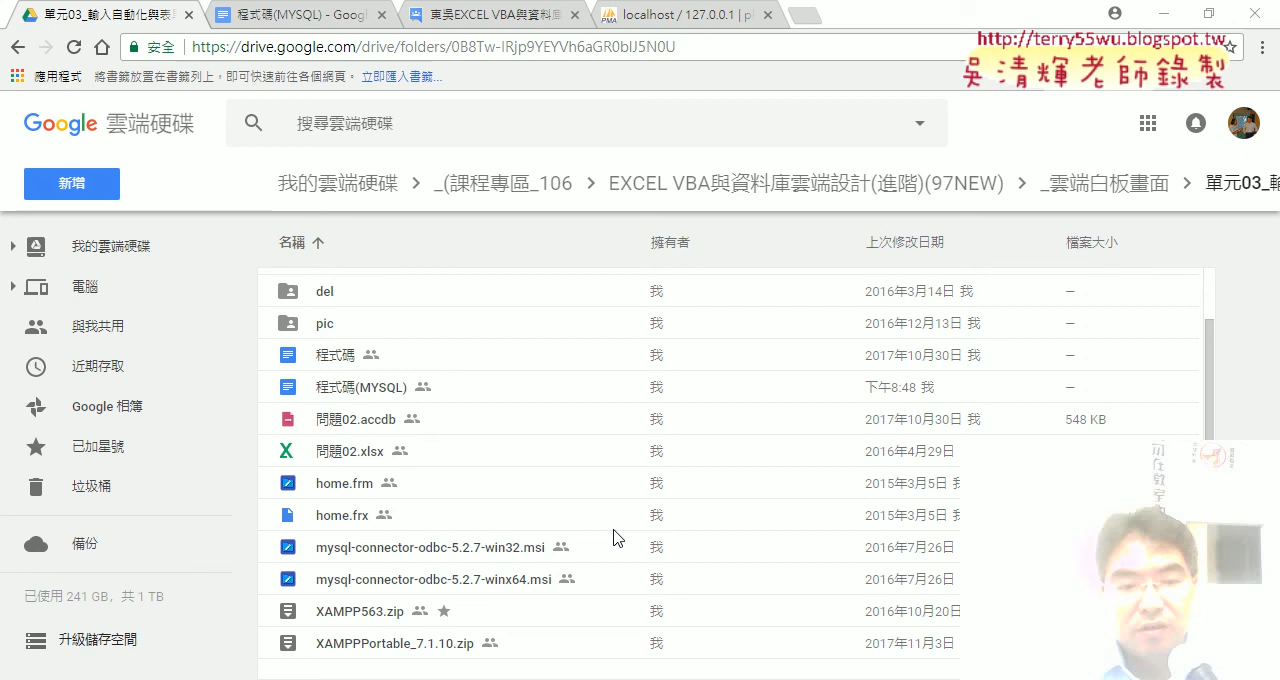 單元03_輸入自動化與表
程式碼(MYSQL) - Goog
東吳EXCEL VBA與資料庫
localhost / 127.0.0.1 | p
安全
https://drive.google.com/drive/folders/0B8Tw-IRjp9YEYVh6aGR0blJ5N0U
http://terry55wu.blogspot.tw
吳清輝老師錄製
應用程式
將書籤放置在書籤列上，即可快速前往各個網頁。
立即匯入書籤...
Google 雲端硬碟
搜尋雲端硬碟
新增
我的雲端硬碟 > _(課程專區_106 > EXCEL VBA與資料庫雲端設計(進階)(97NEW) > _雲端白板畫面 > 單元03_輸
我的雲端硬碟
電腦
與我共用
近期存取
Google 相簿
已加星號
垃圾桶
備份
已使用 241 GB，共 1 TB
升級儲存空間
名稱 擁有者 上次修改日期 檔案大小
del 我 2016年3月14日 我 –
pic 我 2016年12月13日 我 –
程式碼 我 2017年10月30日 我 –
程式碼(MYSQL) 我 下午8:48 我 –
問題02.accdb 我 2017年10月30日 我 548 KB
問題02.xlsx 我 2016年4月29日
home.frm 我 2015年3月5日 我
home.frx 我 2015年3月5日 我
mysql-connector-odbc-5.2.7-win32.msi 我 2016年7月26日
mysql-connector-odbc-5.2.7-winx64.msi 我 2016年7月26日
XAMPP563.zip 我 2016年10月20日
XAMPPPortable_7.1.10.zip 我 2017年11月3日